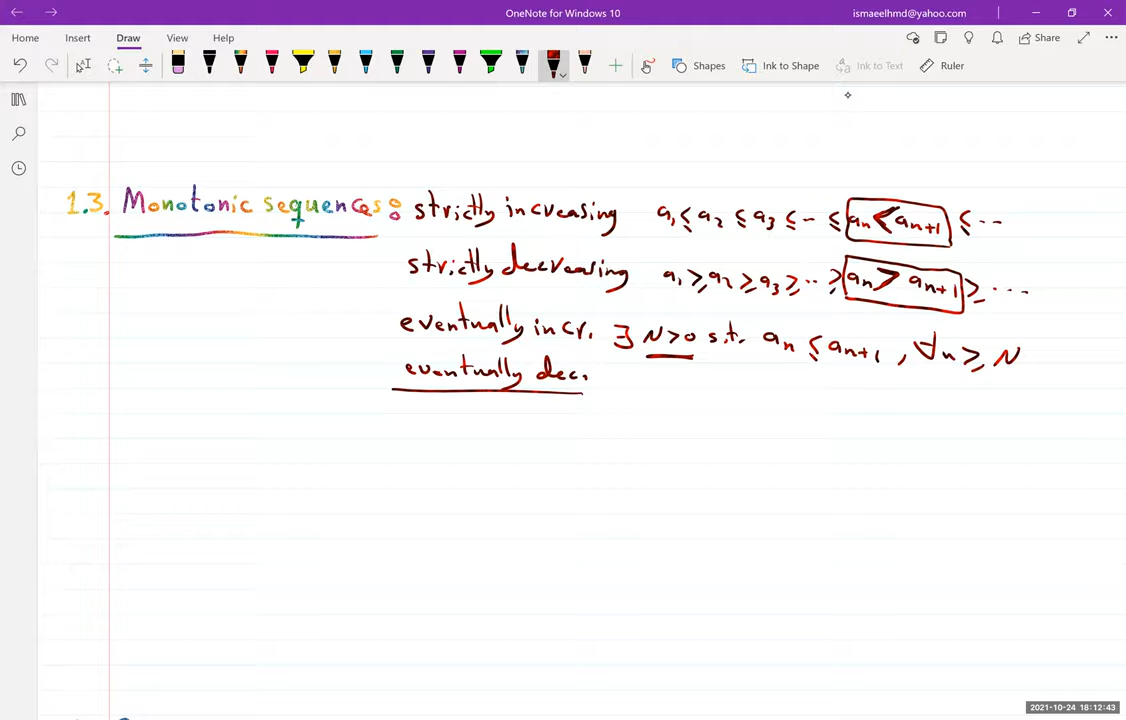 OneNote for Windows 10
ismaeelhmd@yahoo.com
Home Insert Draw View Help
Share
Shapes Ink to Shape Ink to Text Ruler
1.3. Monotonic sequences: strictly increasing a₁ ≤ a₂ ≤ a₃ ≤ -- ≤ aₙ < aₙ₊₁ ≤ ---
strictly decreasing a₁ ≥ a₂ ≥ a₃ ≥ -- ≥ aₙ > aₙ₊₁ ≥ ---
eventually incr. ∃ N>0 s.t. aₙ ≤ aₙ₊₁ , ∀n ≥ N
eventually dec.
2021-10-24 18:12:43